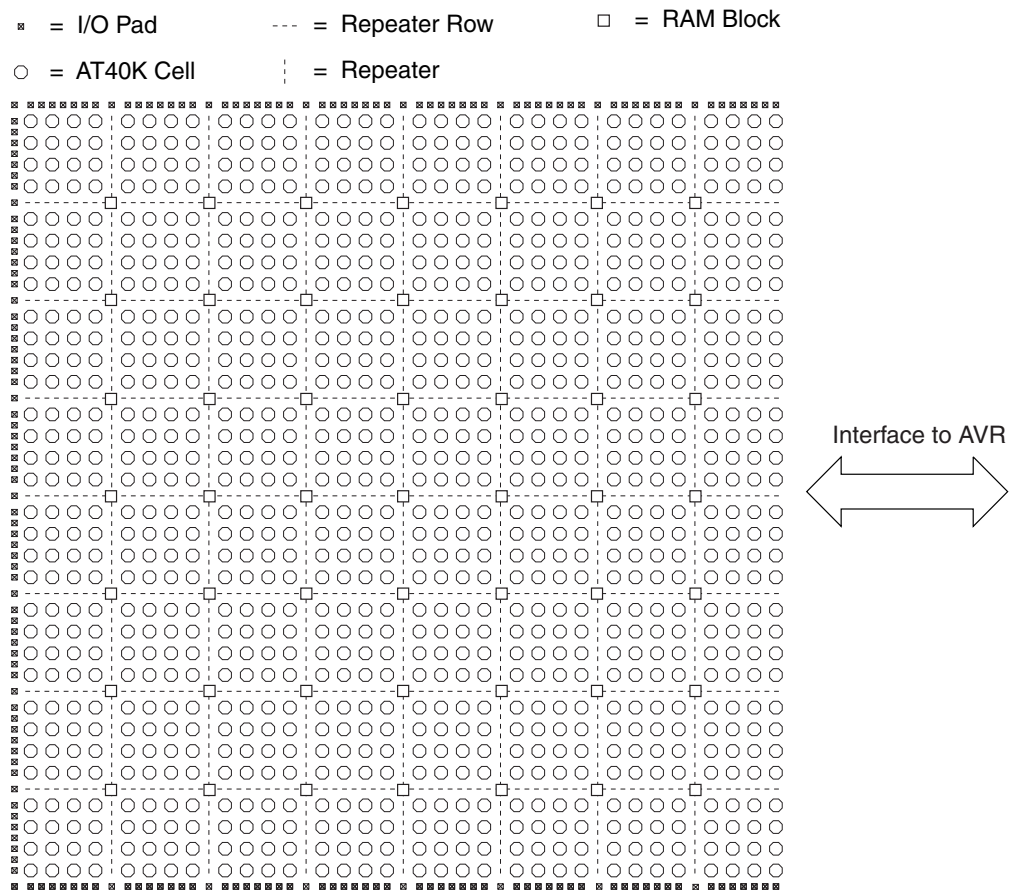 = I/O Pad
= Repeater Row
= RAM Block
= AT40K Cell
= Repeater
Interface to AVR